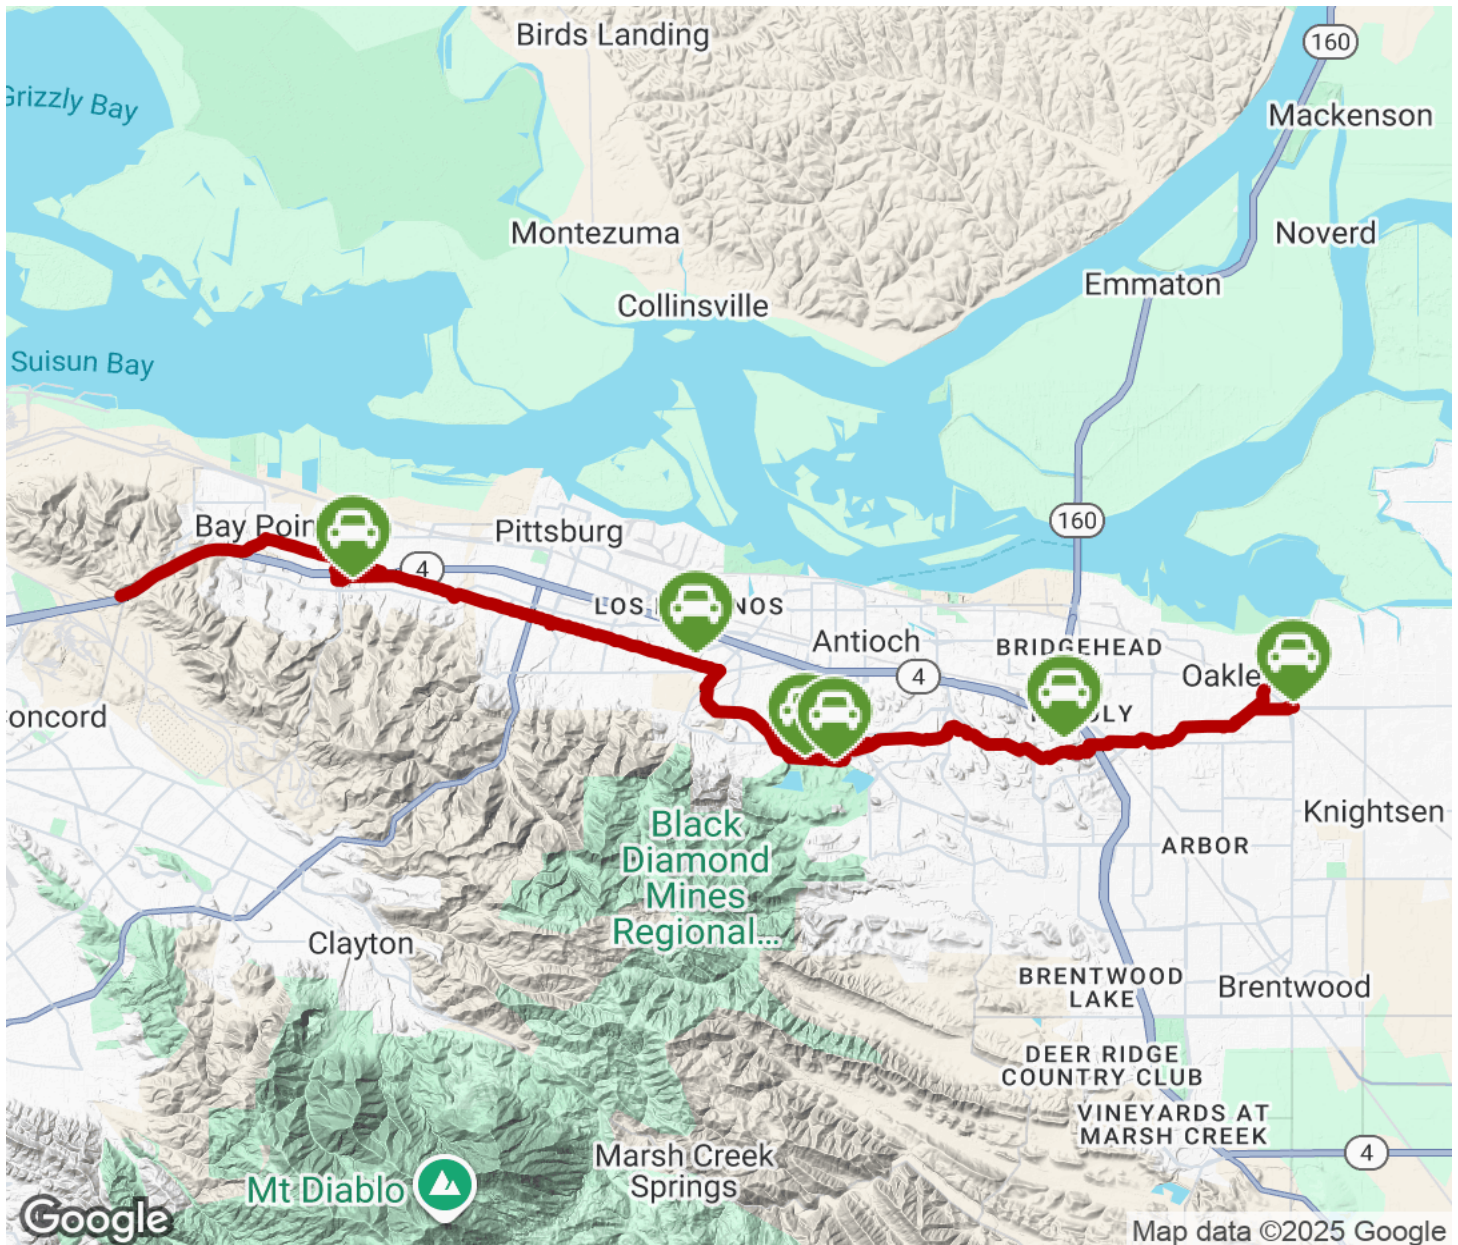 Birds Landing
160
Grizzly Bay
Mackenson
Montezuma
Noverd
Emmaton
Collinsville
Suisun Bay
160
Bay Poin
Pittsburg
4
LOS NOS
Antioch
BRIDGEHEAD
4
Oakle
oncord
LY
Knightsen
Black
Diamond
Mines
Regional...
ARBOR
Clayton
BRENTWOOD
LAKE
Brentwood
DEER RIDGE
COUNTRY CLUB
VINEYARDS AT
MARSH CREEK
4
Marsh Creek
Springs
Mt Diablo
Google
Map data ©2025 Google